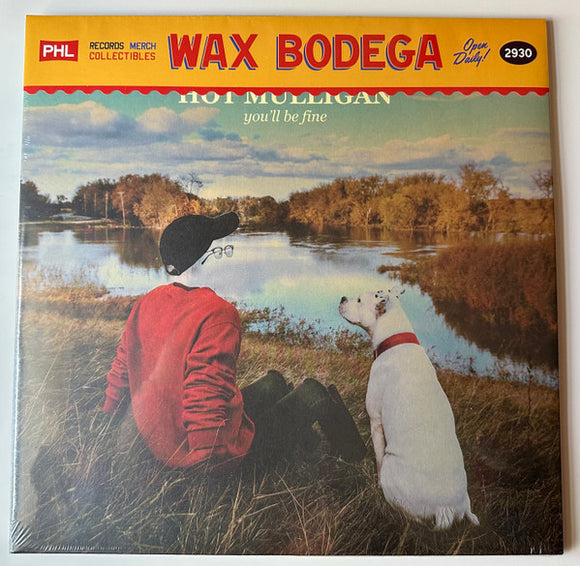 PHL
RECORDS MERCH
COLLECTIBLES
WAX BODEGA
Open
Daily!
2930
HOT MULLIGAN
you'll be fine